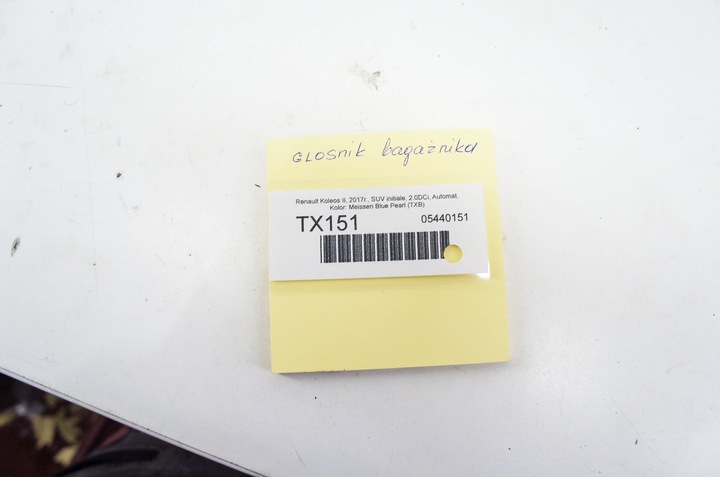 GLOSNIK bagażnika
Renault Koleos II, 2017r., SUV initiale, 2.0DCi, Automat.
Kolor: Meissen Blue Pearl (TXB)
TX151 05440151